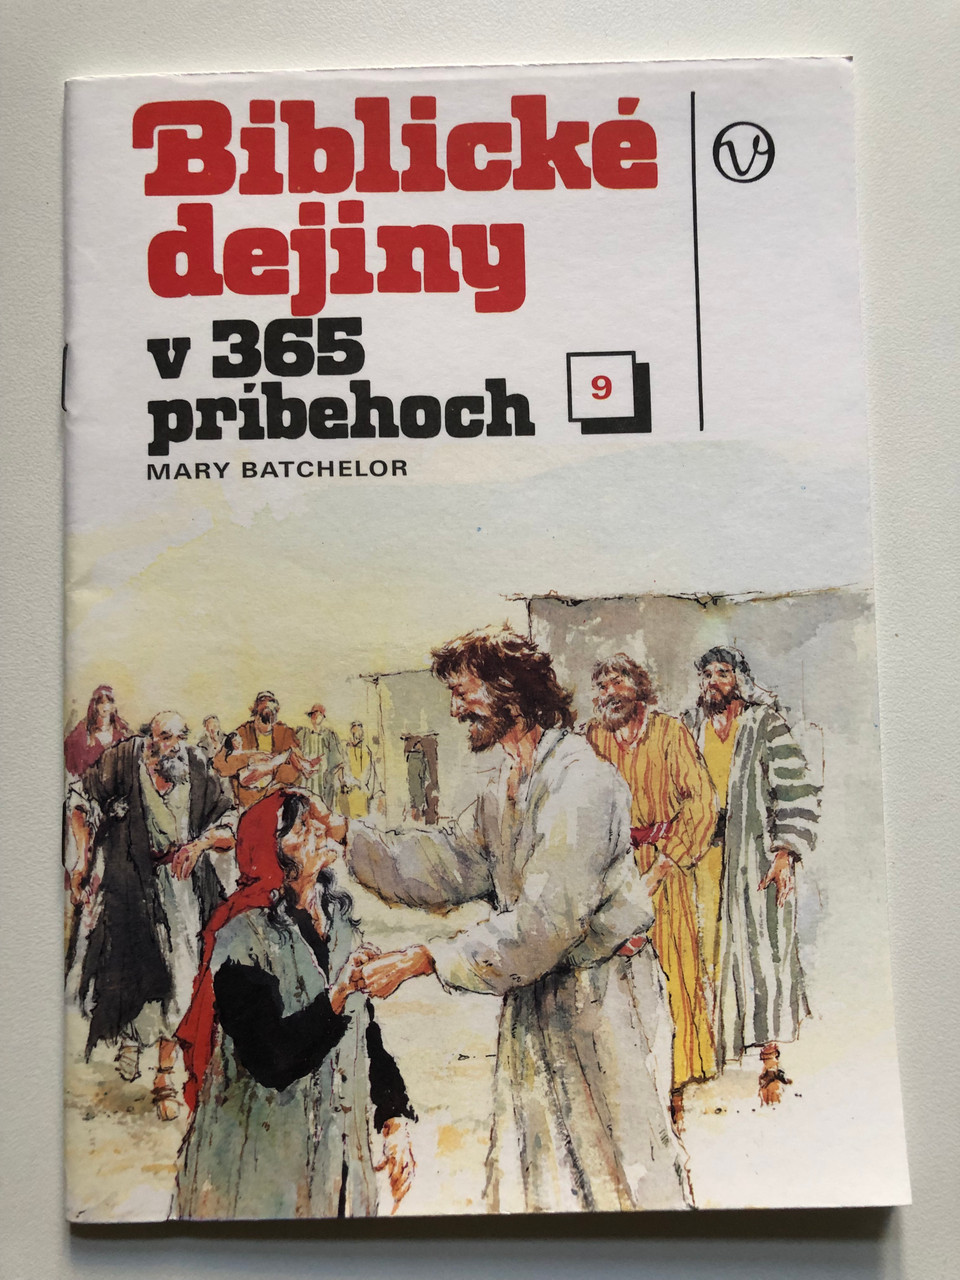 Biblické
dejiny
v 365
príbehoch
9
MARY BATCHELOR
V